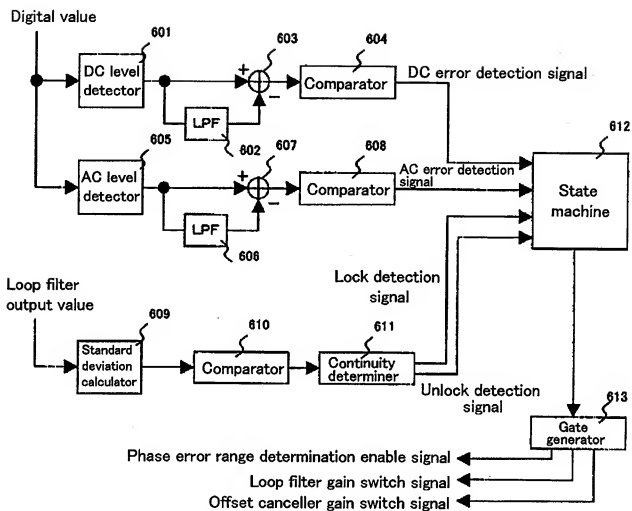 Digital value
601
DC level
detector
LPF
602
603
604
Comparator
DC error detection signal
605
AC level
detector
LPF
606
607
608
Comparator
AC error detection
signal
612
State
machine
Loop filter
output value
609
Standard
deviation
calculator
610
Comparator
611
Continuity
determiner
Lock detection
signal
Unlock detection
signal
613
Gate
generator
Phase error range determination enable signal
Loop filter gain switch signal
Offset canceller gain switch signal